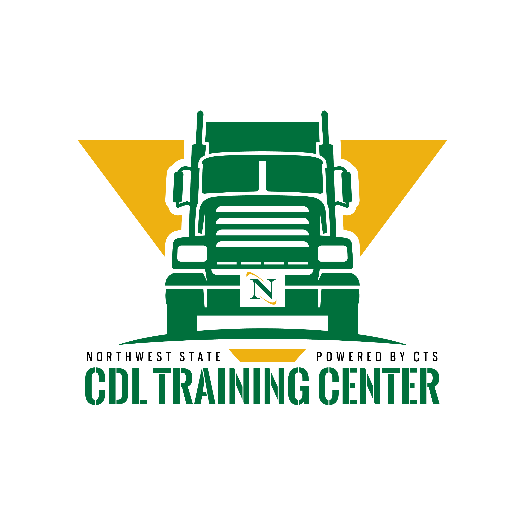 N
NORTHWEST STATE POWERED BY CTS
CDL TRAINING CENTER